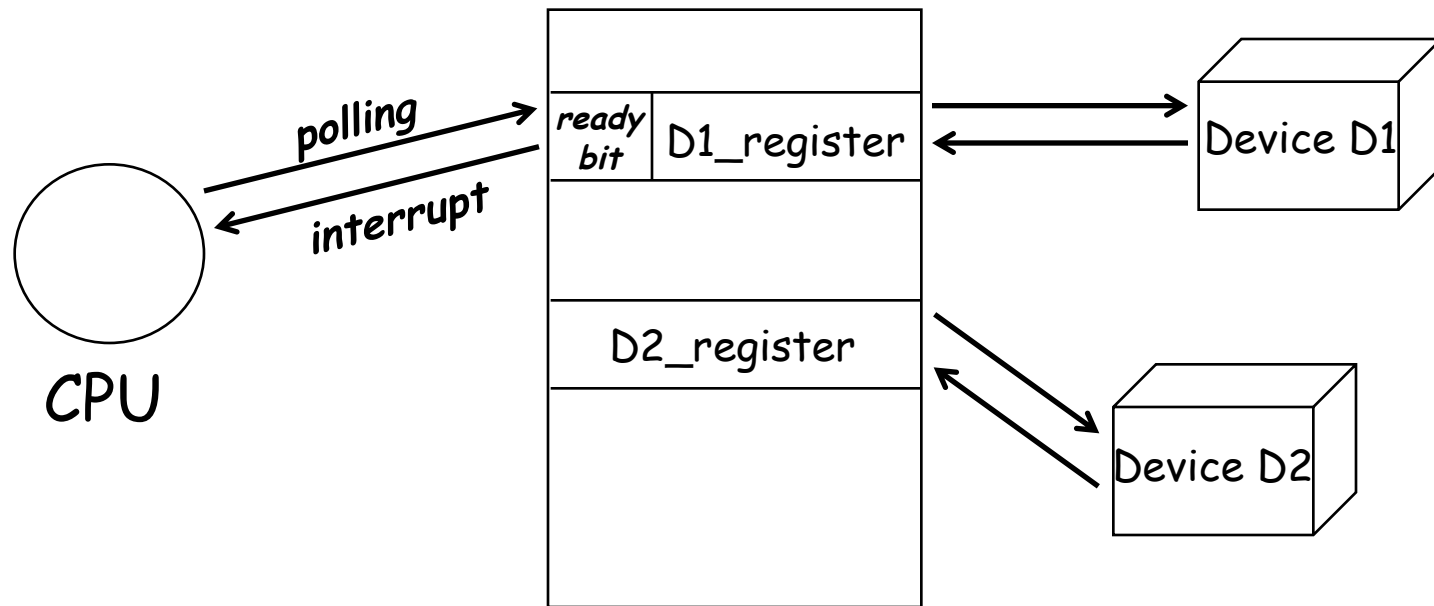 polling
interrupt
CPU
ready
bit
D1_register
D2_register
Device D1
Device D2